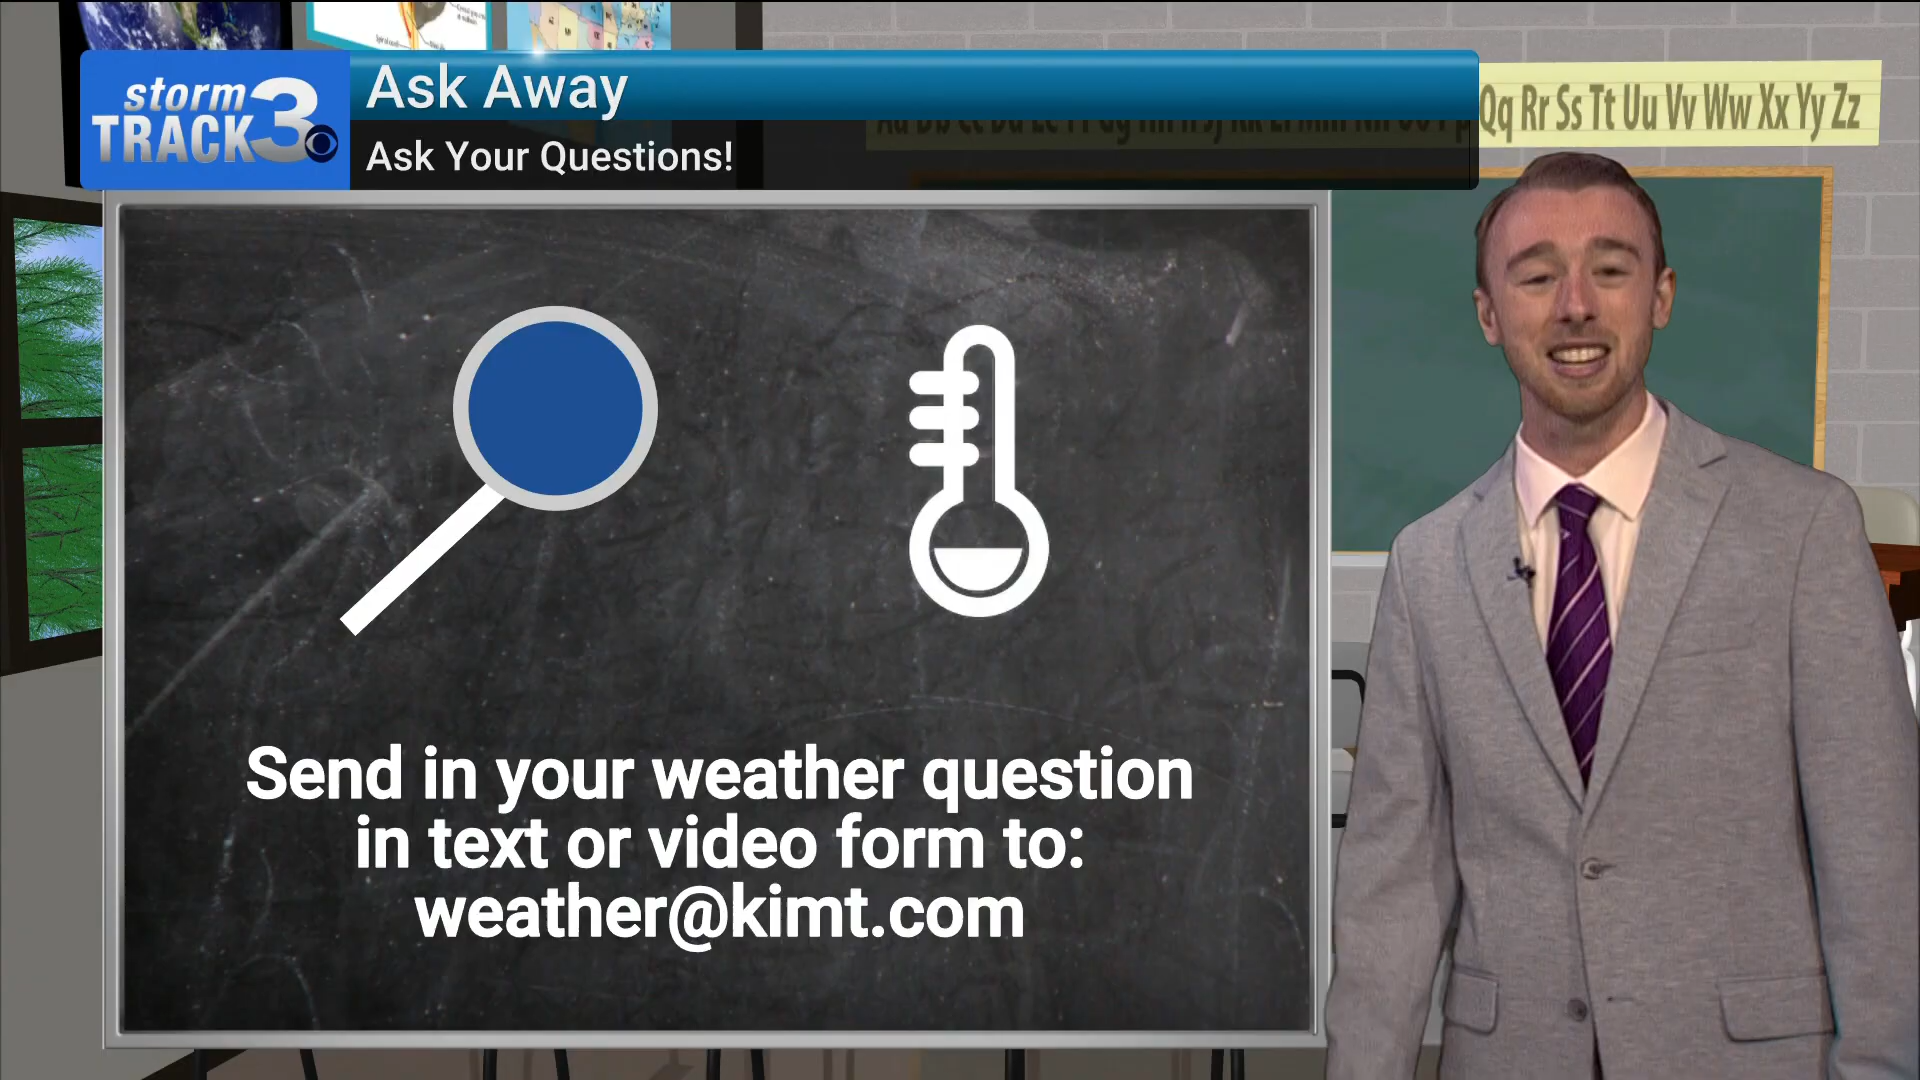 storm
TRACK 3
Ask Away
Ask Your Questions!
Qq Rr Ss Tt Uu Vv Ww Xx Yy Zz
Send in your weather question
in text or video form to:
weather@kimt.com